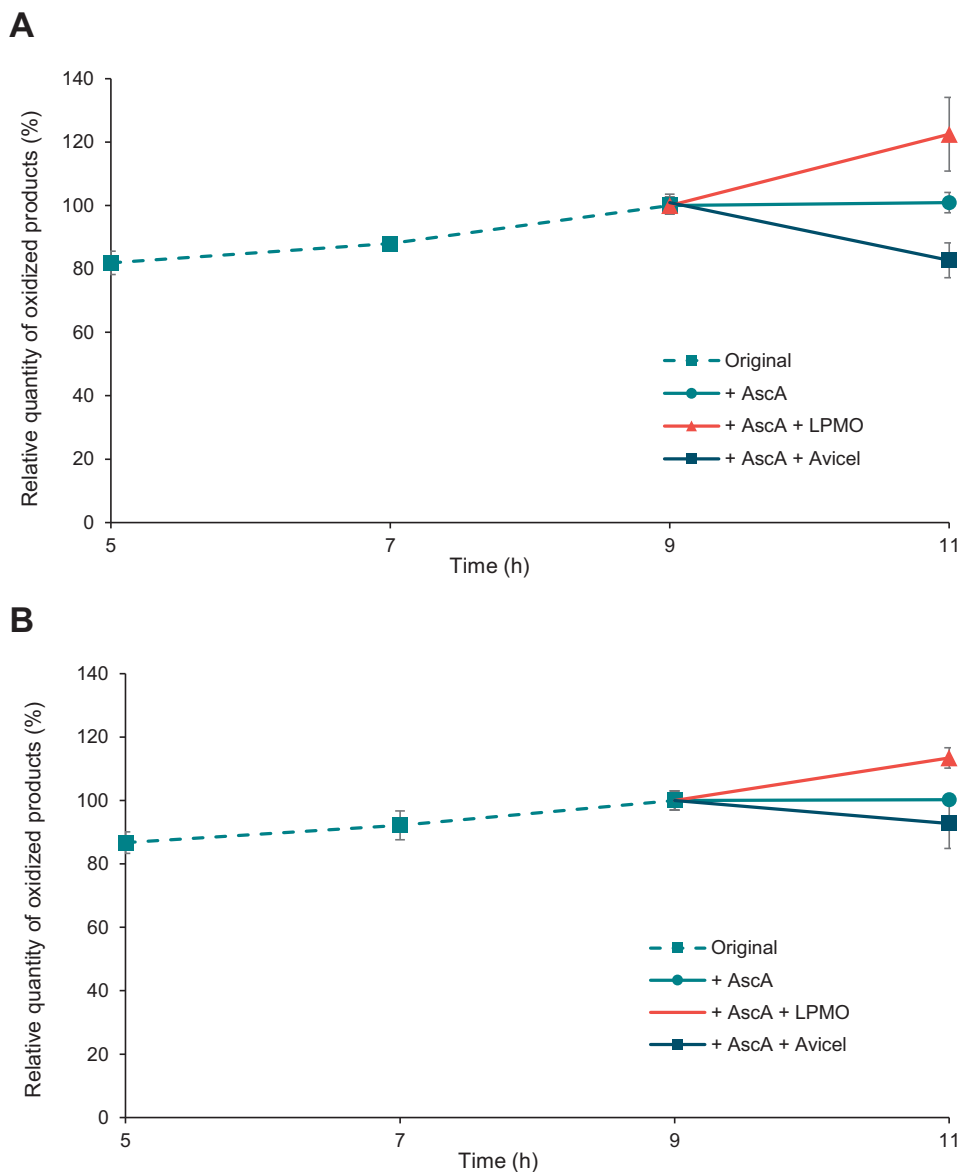 A
Relative quantity of oxidized products (%)
140
120
100
80
60
40
20
0
5
7
9
11
Time (h)
Original
+ AscA
+ AscA + LPMO
+ AscA + Avicel
B
Relative quantity of oxidized products (%)
140
120
100
80
60
40
20
0
5
7
9
11
Time (h)
Original
+ AscA
+ AscA + LPMO
+ AscA + Avicel